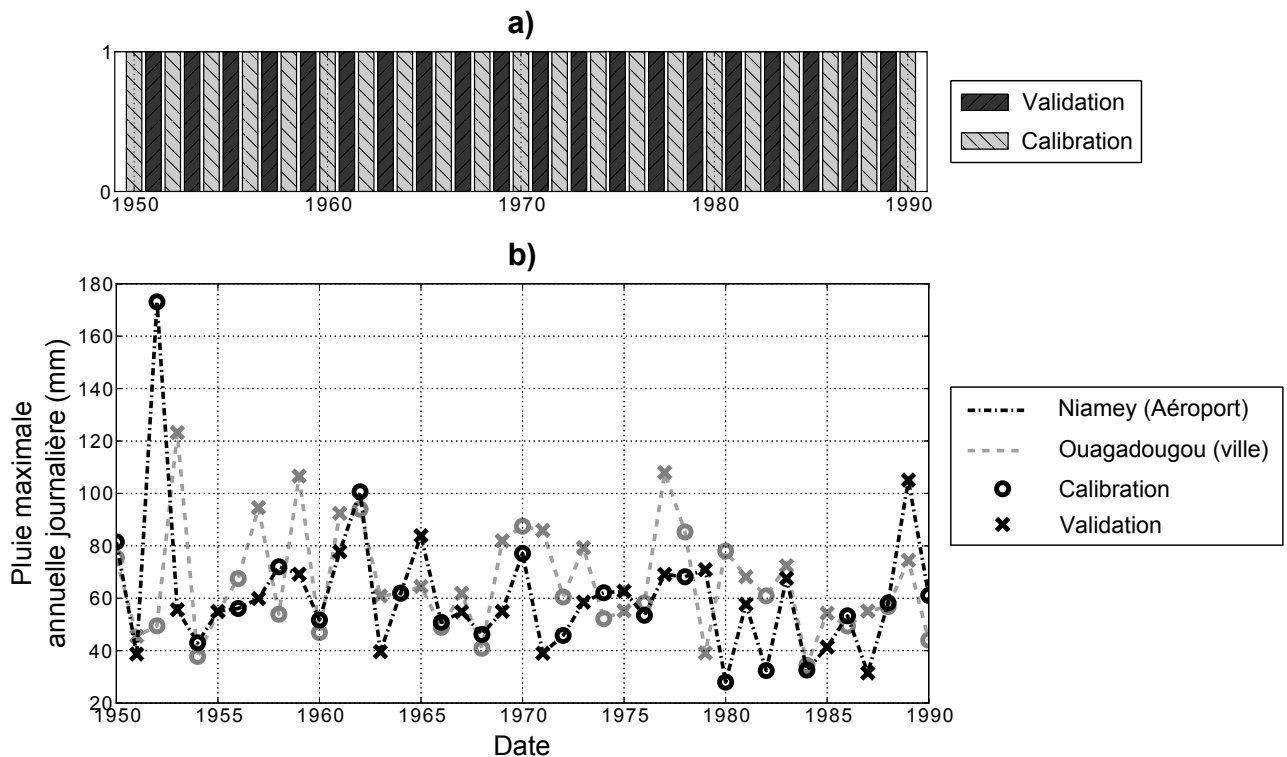 a)
1
0
1950 1960 1970 1980 1990
Validation
Calibration
b)
180
160
140
120
100
80
60
40
20
Pluie maximale
annuelle journalière (mm)
1950 1955 1960 1965 1970 1975 1980 1985 1990
Date
Niamey (Aéroport)
Ouagadougou (ville)
Calibration
Validation